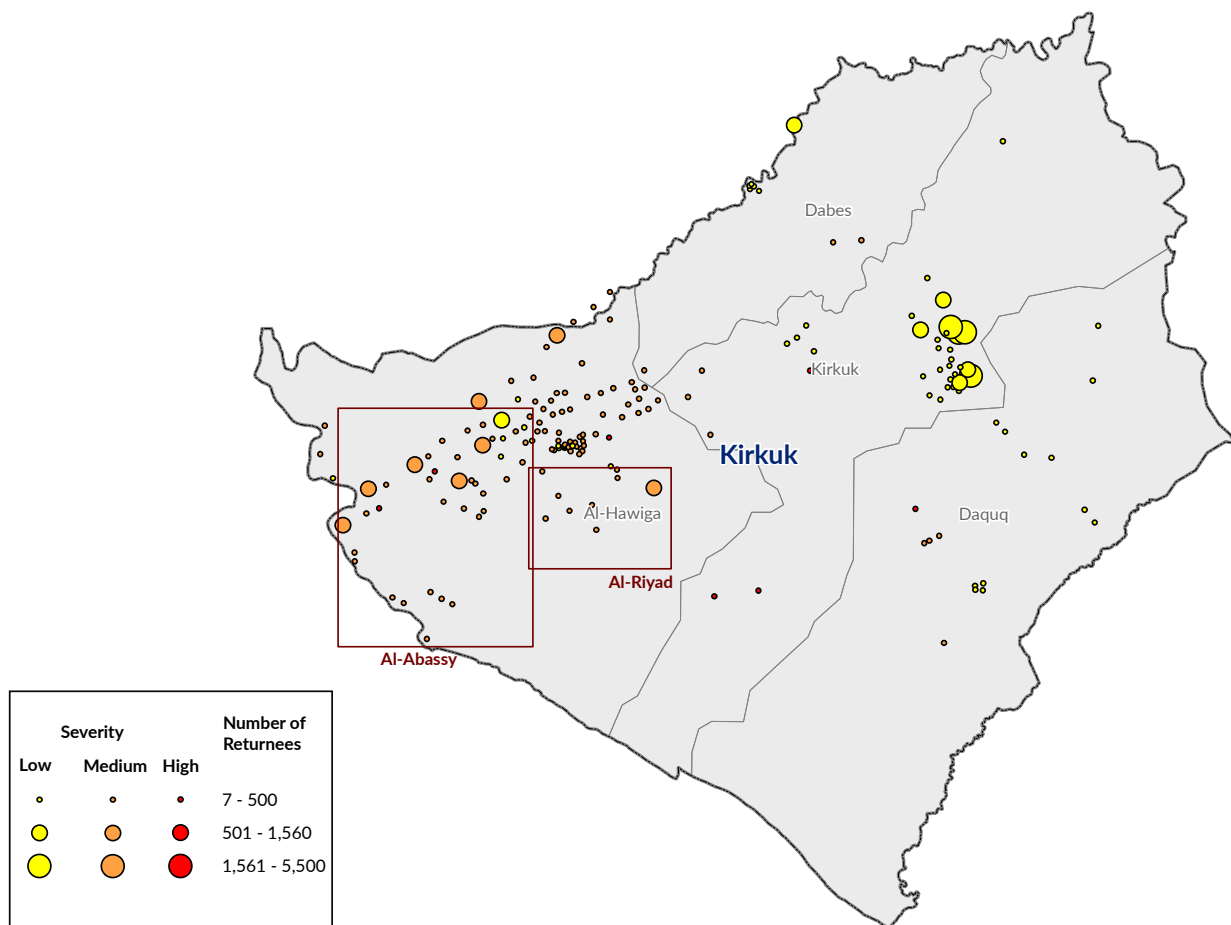 Dabes
Kirkuk
Kirkuk
Al-Hawiga
Daquq
Al-Riyad
Al-Abassy
Severity
Number of
Returnees
Low
Medium
High
7 - 500
501 - 1,560
1,561 - 5,500